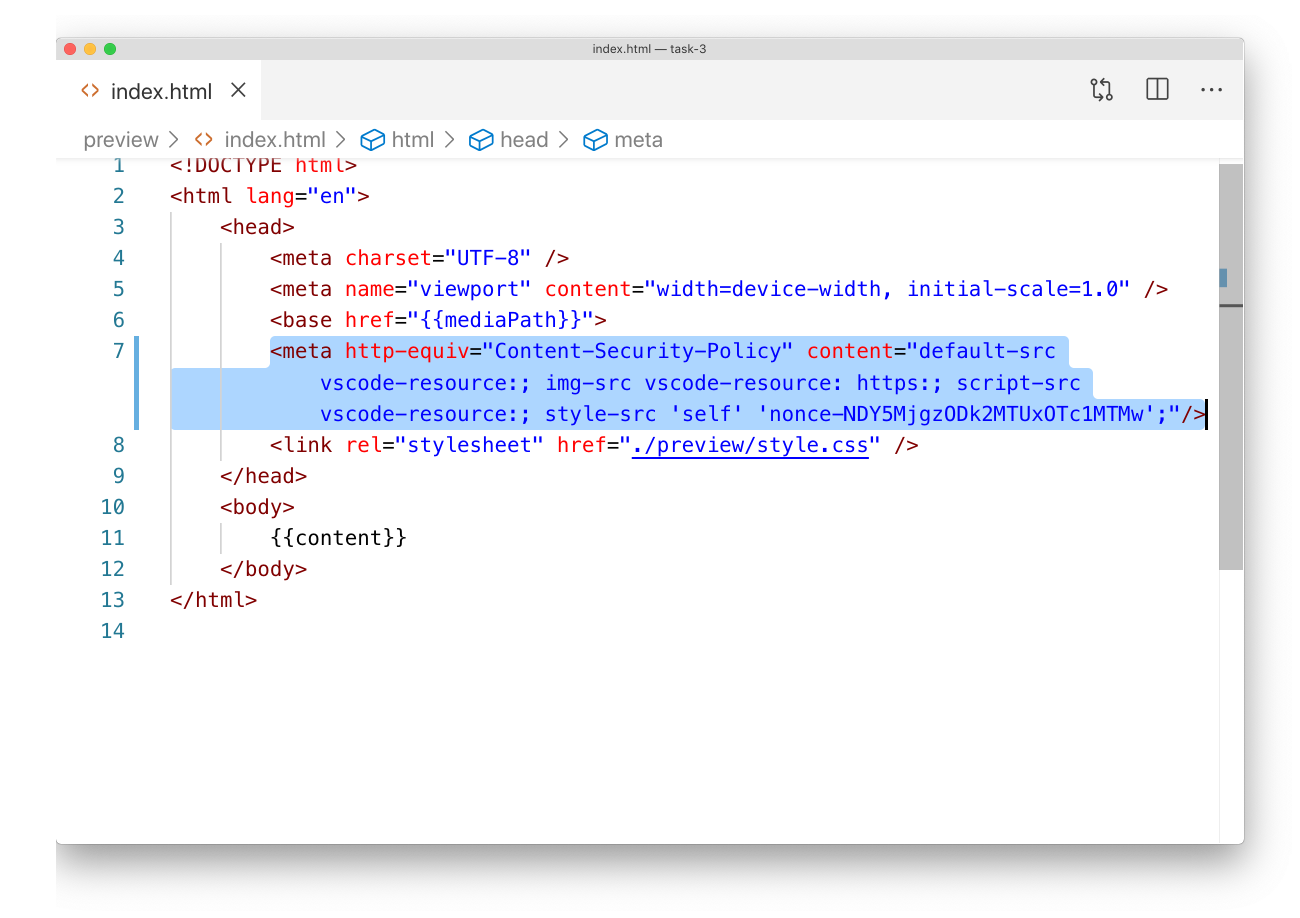 index.html — task-3
index.html
preview > index.html > html > head > meta
1 <!DOCTYPE html>
2 <html lang="en">
3 <head>
4 <meta charset="UTF-8" />
5 <meta name="viewport" content="width=device-width, initial-scale=1.0" />
6 <base href="{{mediaPath}}">
7 <meta http-equiv="Content-Security-Policy" content="default-src
vscode-resource:; img-src vscode-resource: https:; script-src
vscode-resource:; style-src 'self' 'nonce-NDY5MjgzODk2MTUxOTc1MTMw';"/>
8 <link rel="stylesheet" href="./preview/style.css" />
9 </head>
10 <body>
11 {{content}}
12 </body>
13 </html>
14